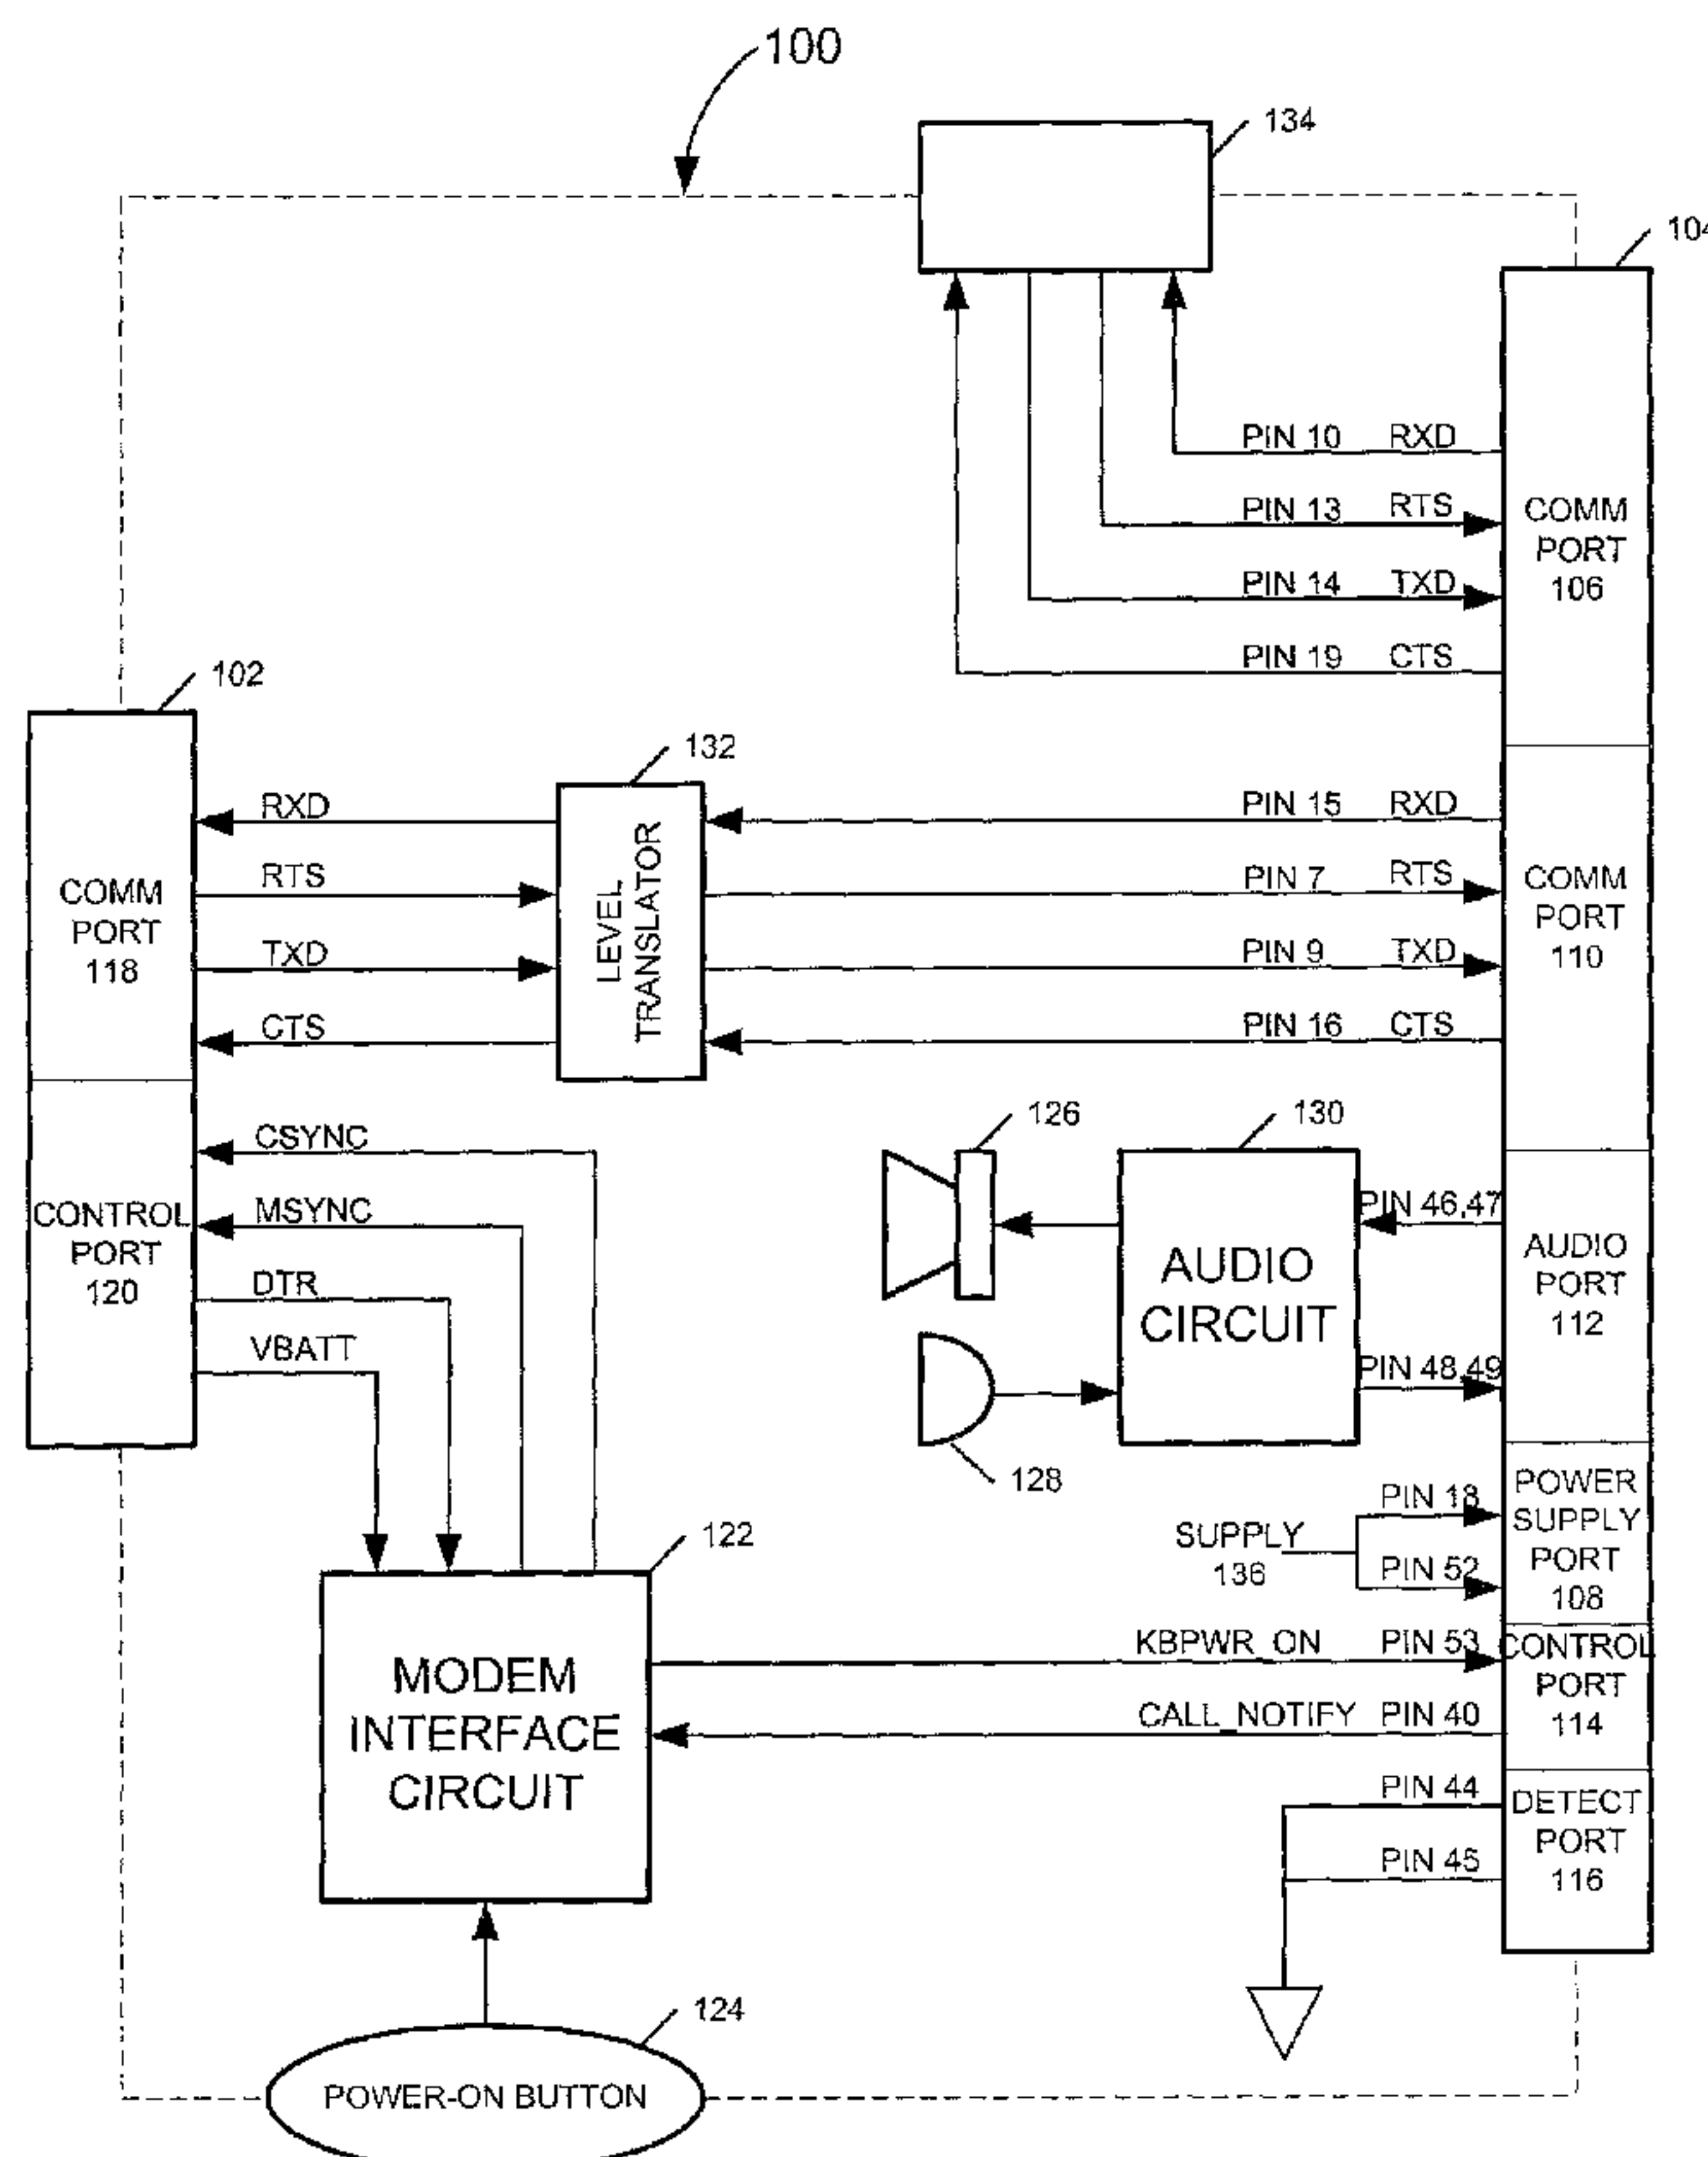 100
134
104
PIN 10 RXD
PIN 13 RTS
PIN 14 TXD
PIN 19 CTS
COMM
PORT
106
102
132
RXD
RTS
TXD
CTS
COMM
PORT
118
LEVEL
TRANSLATOR
PIN 15 RXD
PIN 7 RTS
PIN 9 TXD
PIN 16 CTS
COMM
PORT
110
CSYNC
MSYNC
DTR
VBATT
CONTROL
PORT
120
126
130
128
AUDIO
CIRCUIT
PIN 46,47
PIN 48,49
AUDIO
PORT
112
SUPPLY
136
PIN 18
PIN 52
POWER
SUPPLY
PORT
108
122
MODEM
INTERFACE
CIRCUIT
KBPWR_ON PIN 53
CALL_NOTIFY PIN 40
CONTROL
PORT
114
PIN 44
PIN 45
DETECT
PORT
116
124
POWER-ON BUTTON